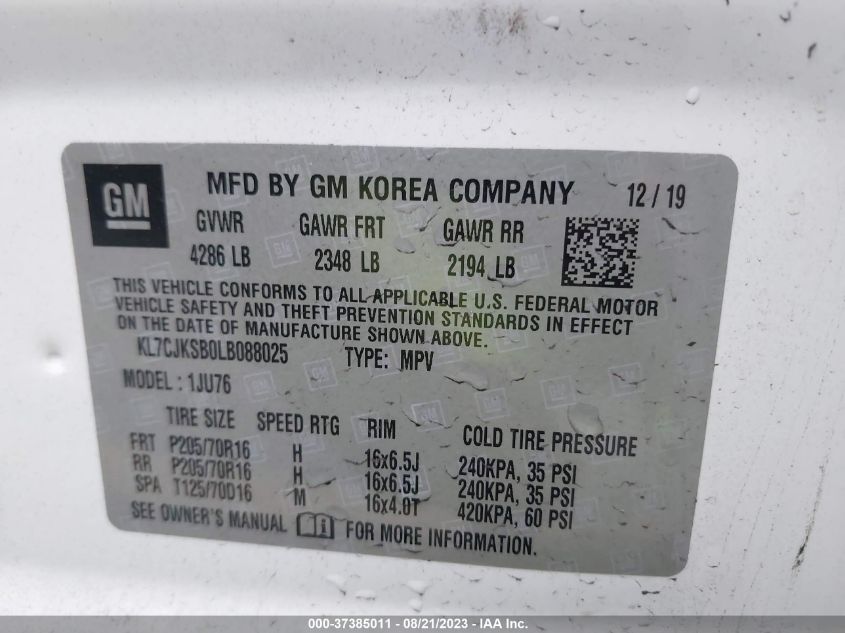 GM
MFD BY GM KOREA COMPANY 12 / 19
GVWR GAWR FRT GAWR RR
4286 LB 2348 LB 2194 LB
THIS VEHICLE CONFORMS TO ALL APPLICABLE U.S. FEDERAL MOTOR
VEHICLE SAFETY AND THEFT PREVENTION STANDARDS IN EFFECT
ON THE DATE OF MANUFACTURE SHOWN ABOVE.
KL7CJKSB0LB088025 TYPE: MPV
MODEL : 1JU76
TIRE SIZE SPEED RTG RIM COLD TIRE PRESSURE
FRT P205/70R16 H 16x6.5J 240KPA, 35 PSI
RR P205/70R16 H 16x6.5J 240KPA, 35 PSI
SPA T125/70D16 M 16x4.0T 420KPA, 60 PSI
SEE OWNER'S MANUAL FOR MORE INFORMATION.
000-37385011 - 08/21/2023 - IAA Inc.